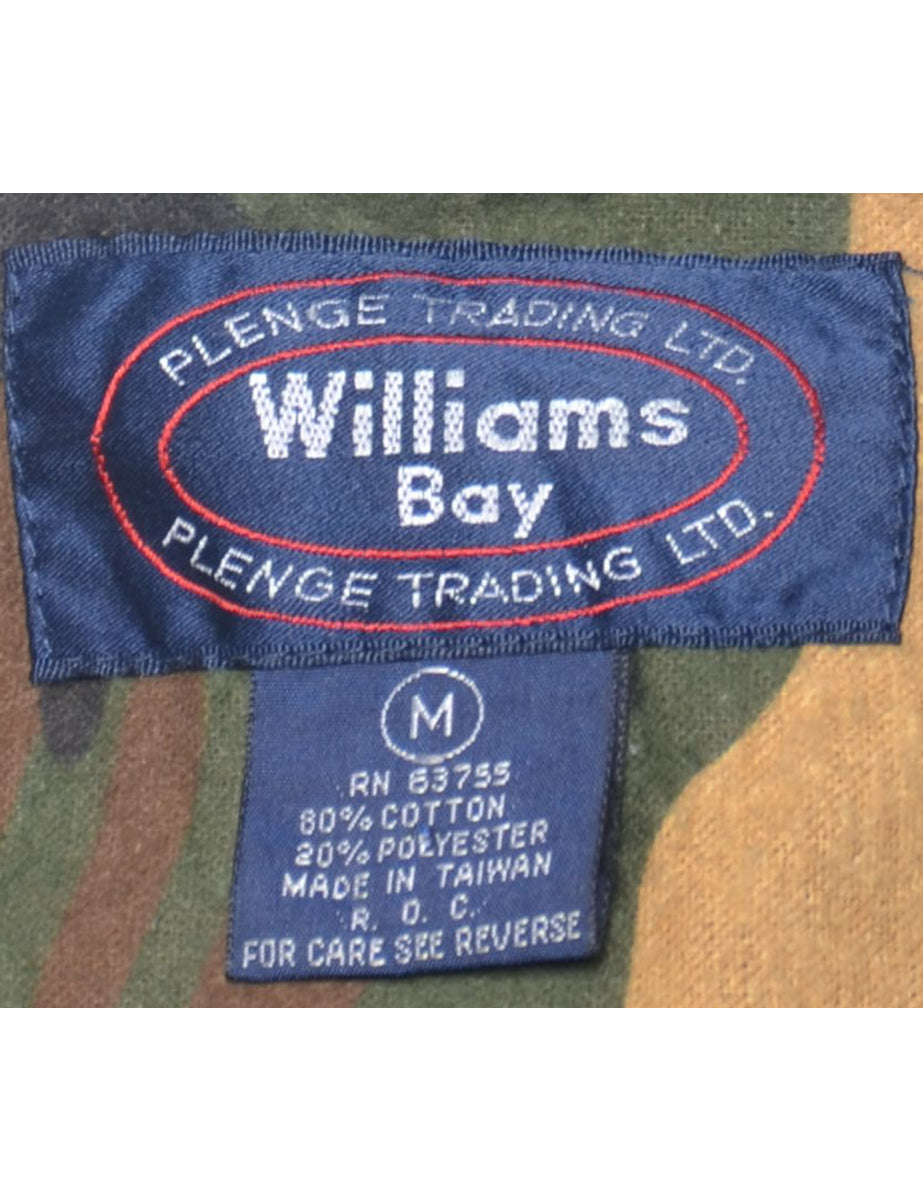 PLENGE TRADING LTD.
Williams
Bay
PLENGE TRADING LTD.
M
RN 63755
80% COTTON
20% POLYESTER
MADE IN TAIWAN
R. O. C.
FOR CARE SEE REVERSE